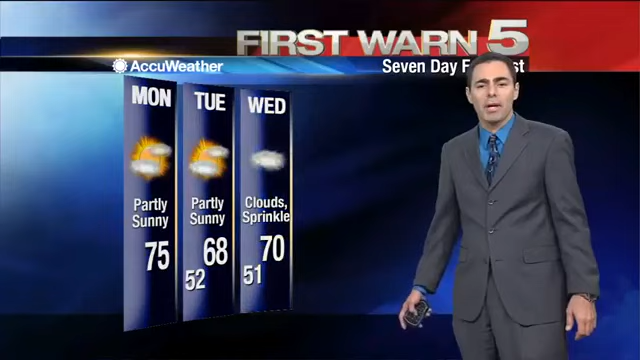 FIRST WARN 5
AccuWeather
Seven Day F st
MON
Partly
Sunny
75
TUE
Partly
Sunny
68
52
WED
Clouds,
Sprinkle
70
51